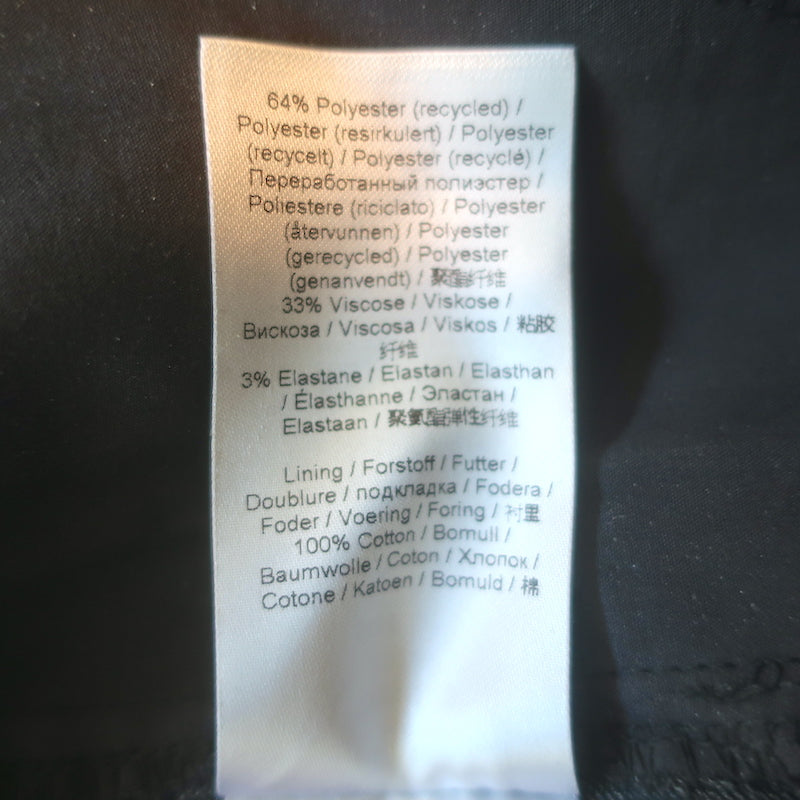 64% Polyester (recycled) /
Polyester (resirkulert) / Polyester
(recycelt) / Polyester (recyclé) /
Переработанный полиэстер /
Poliestere (riciclato) / Polyester
(återvunnen) / Polyester
(gerecycled) / Polyester
(genanvendt) / 聚酯纤维
33% Viscose / Viskose /
Вискоза / Viscosa / Viskos / 粘胶
纤维
3% Elastane / Elastan / Elasthan
/ Élasthanne / Эластан /
Elastaan / 聚氨酯弹性纤维
Lining / Forstoff / Futter /
Doublure / подкладка / Fodera /
Foder / Voering / Foring / 衬里
100% Cotton / Bomull /
Baumwolle / Coton / Хлопок /
Cotone / Katoen / Bomuld / 棉